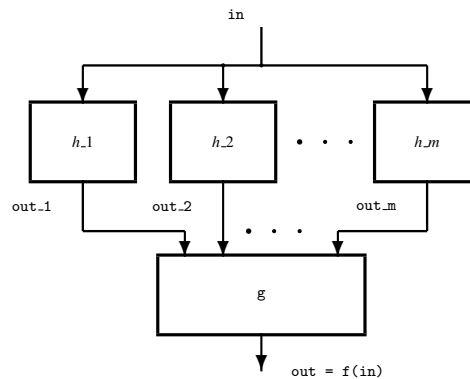 in
h_1
h_2
. . .
h_m
out_1
out_2
. . .
out_m
g
out = f(in)